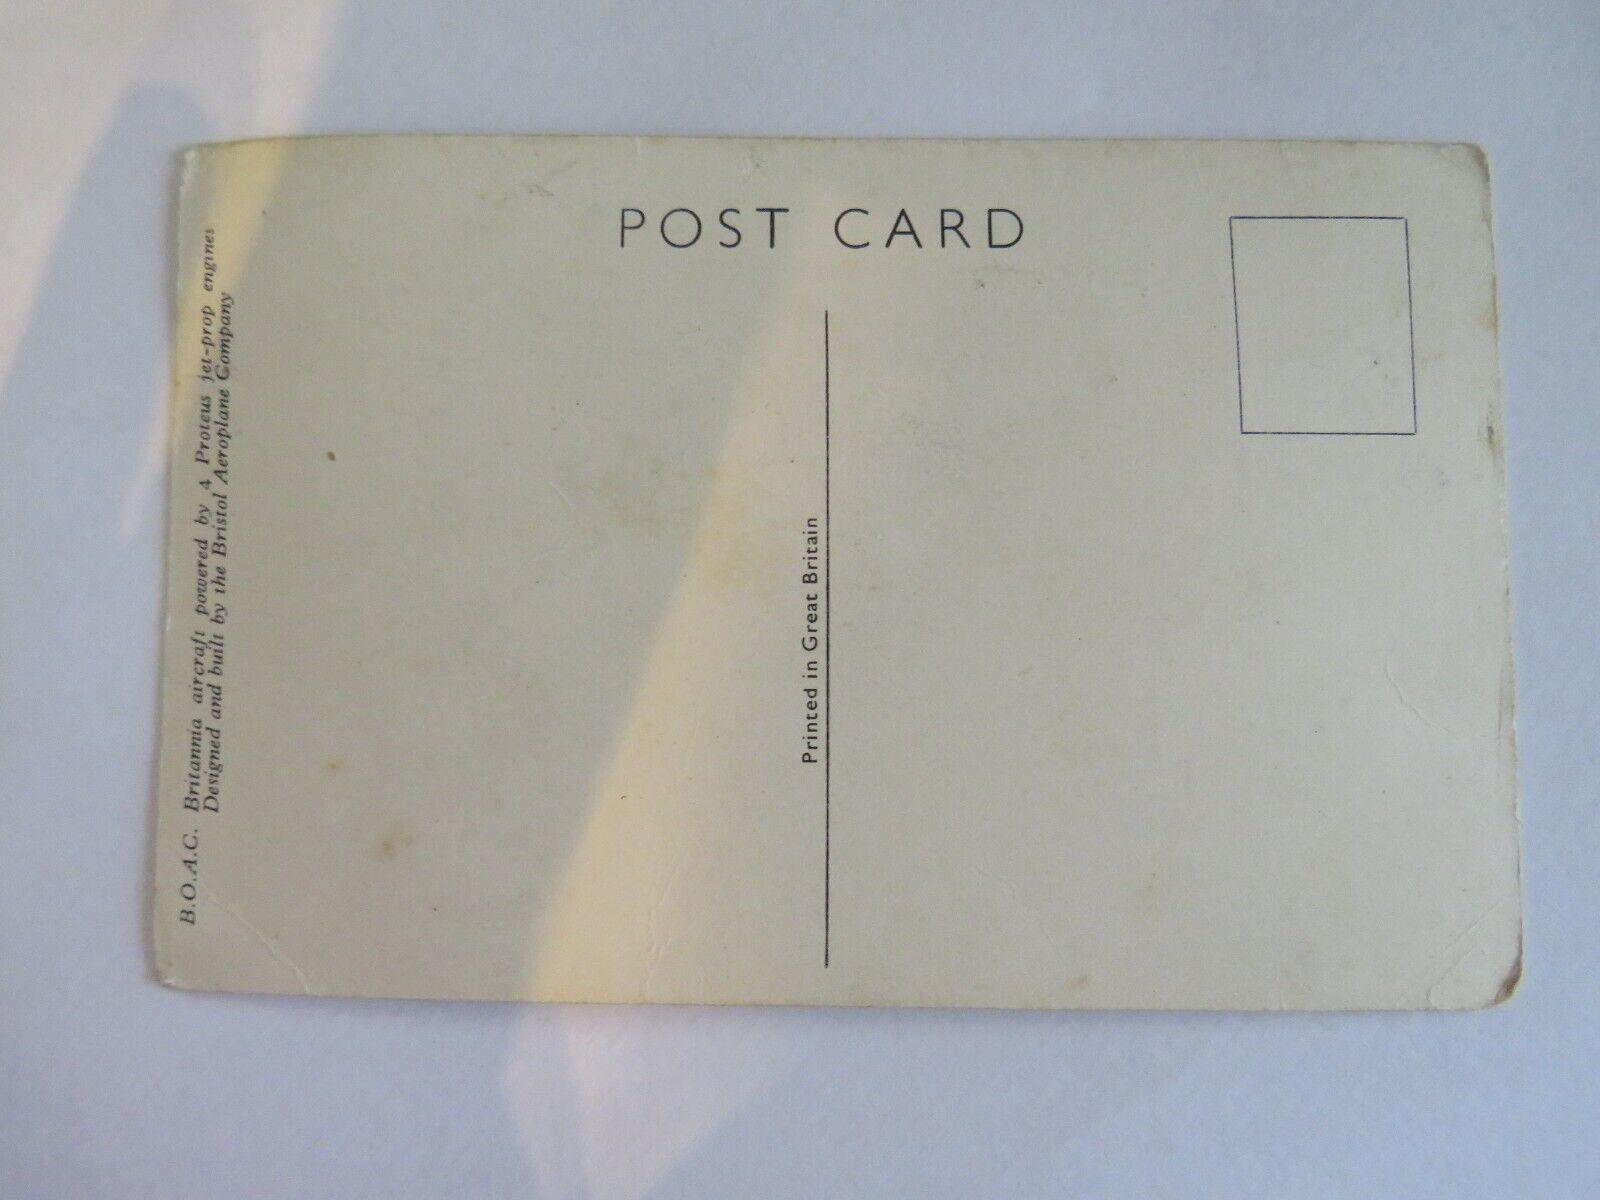 POST CARD
B.O.A.C. Britannia aircraft powered by 4 Proteus jet-prop engines
Designed and built by the Bristol Aeroplane Company
Printed in Great Britain